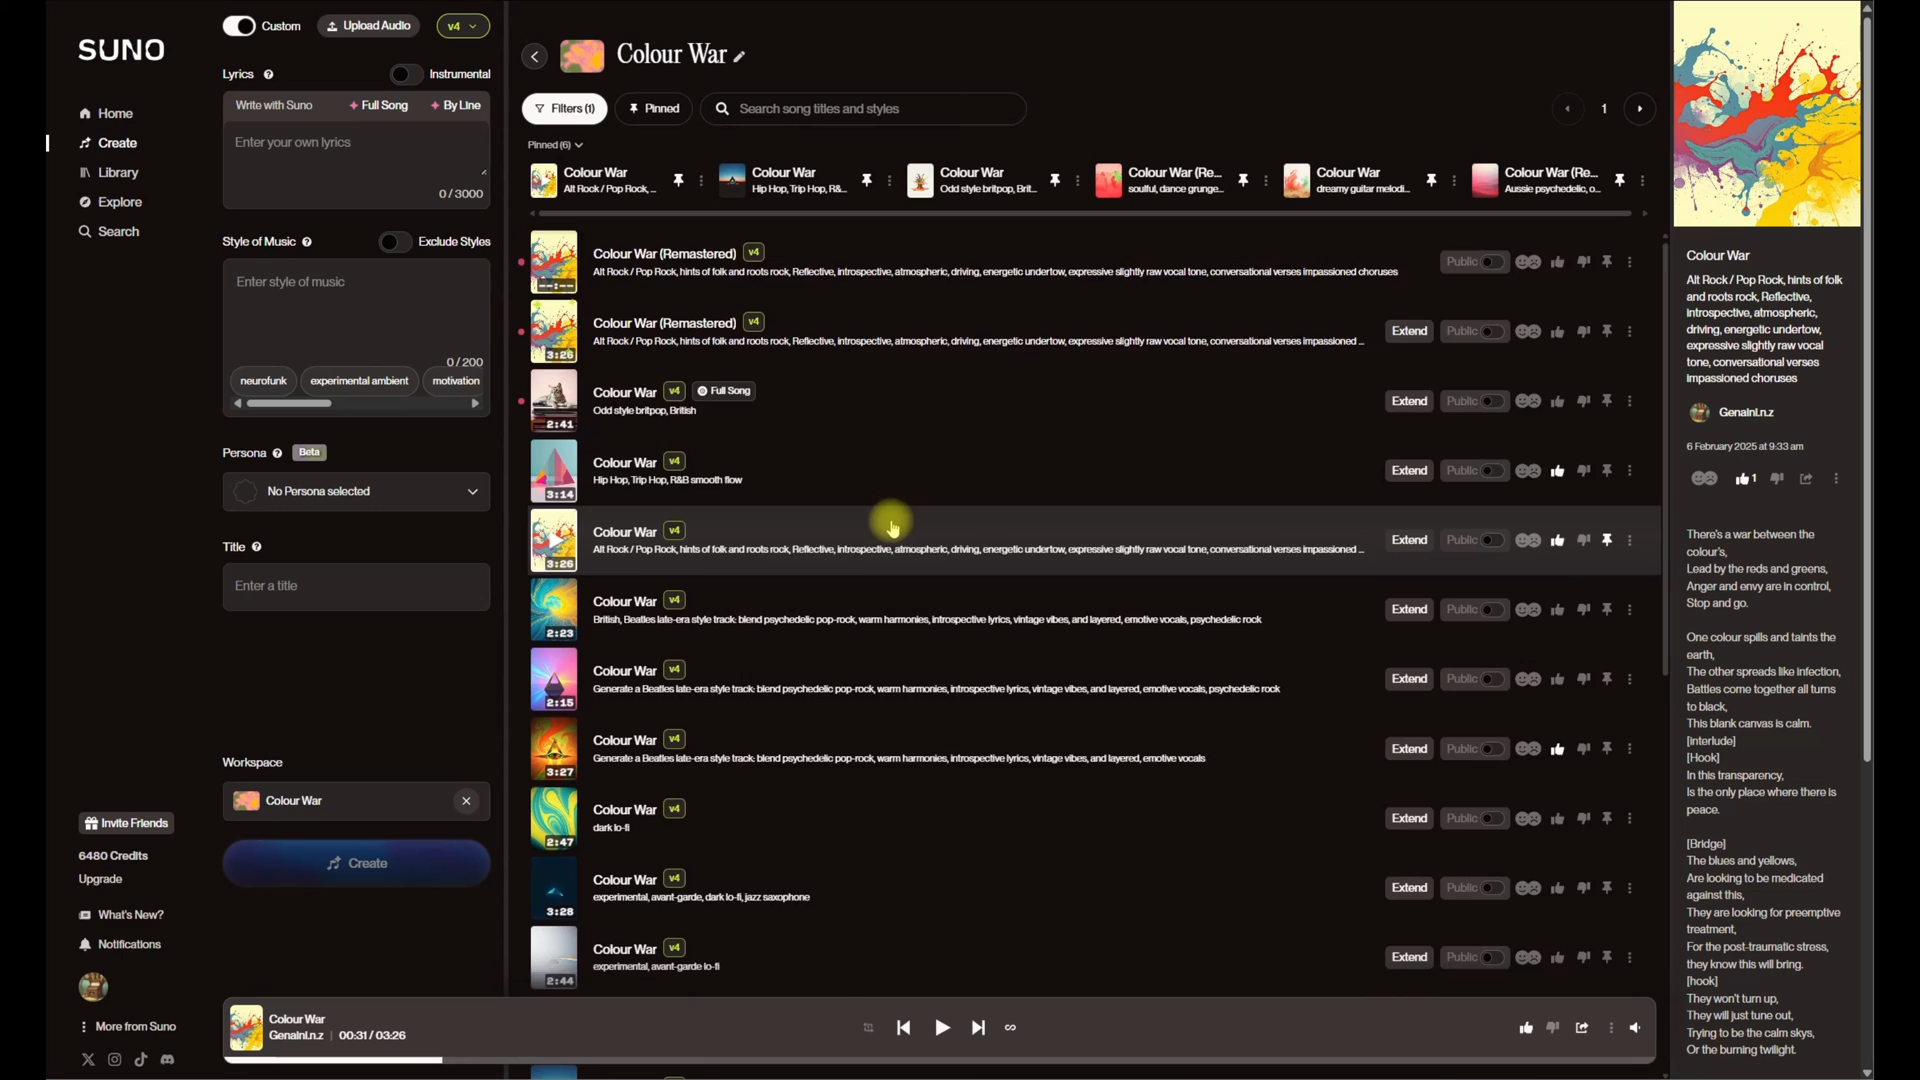 SUNO
Home
Create
Library
Explore
Search
Invite Friends
6480 Credits
Upgrade
What's New?
Notifications
More from Suno
Custom
Upload Audio
v4
Lyrics
Instrumental
Write with Suno
Full Song
By Line
Enter your own lyrics
0 / 3000
Style of Music
Exclude Styles
Enter style of music
0 / 200
neurofunk
experimental ambient
motivation
Persona
Beta
No Persona selected
Title
Enter a title
Workspace
Colour War
Create
Colour War
Filters (1)
Pinned
Search song titles and styles
1
Pinned (6)
Colour War
Alt Rock / Pop Rock, ...
Colour War
Hip Hop, Trip Hop, R&...
Colour War
Odd style britpop, Brit...
Colour War (Re...
soulful, dance grunge...
Colour War
dreamy guitar melodi...
Colour War (Re...
Aussie psychedelic, o...
--:--
Colour War (Remastered) v4
Alt Rock / Pop Rock, hints of folk and roots rock, Reflective, introspective, atmospheric, driving, energetic undertow, expressive slightly raw vocal tone, conversational verses impassioned choruses
Public
3:26
Colour War (Remastered) v4
Alt Rock / Pop Rock, hints of folk and roots rock, Reflective, introspective, atmospheric, driving, energetic undertow, expressive slightly raw vocal tone, conversational verses impassioned ...
Extend
Public
2:41
Colour War v4 Full Song
Odd style britpop, British
Extend
Public
3:14
Colour War v4
Hip Hop, Trip Hop, R&B smooth flow
Extend
Public
3:26
Colour War v4
Alt Rock / Pop Rock, hints of folk and roots rock, Reflective, introspective, atmospheric, driving, energetic undertow, expressive slightly raw vocal tone, conversational verses impassioned ...
Extend
Public
2:23
Colour War v4
British, Beatles late-era style track: blend psychedelic pop-rock, warm harmonies, introspective lyrics, vintage vibes, and layered, emotive vocals, psychedelic rock
Extend
Public
2:15
Colour War v4
Generate a Beatles late-era style track: blend psychedelic pop-rock, warm harmonies, introspective lyrics, vintage vibes, and layered, emotive vocals, psychedelic rock
Extend
Public
3:27
Colour War v4
Generate a Beatles late-era style track: blend psychedelic pop-rock, warm harmonies, introspective lyrics, vintage vibes, and layered, emotive vocals
Extend
Public
2:47
Colour War v4
dark lo-fi
Extend
Public
3:28
Colour War v4
experimental, avant-garde, dark lo-fi, jazz saxophone
Extend
Public
2:44
Colour War v4
experimental, avant-garde lo-fi
Extend
Public
Colour War
Genaini.n.z 00:31 / 03:26
Colour War
Alt Rock / Pop Rock, hints of folk
and roots rock, Reflective,
introspective, atmospheric,
driving, energetic undertow,
expressive slightly raw vocal
tone, conversational verses
impassioned choruses
Genaini.n.z
6 February 2025 at 9:33 am
1
There's a war between the
colour's,
Lead by the reds and greens,
Anger and envy are in control,
Stop and go.
One colour spills and taints the
earth,
The other spreads like infection,
Battles come together all turns
to black,
This blank canvas is calm.
[interlude]
[Hook]
In this transparency,
Is the only place where there is
peace.
[Bridge]
The blues and yellows,
Are looking to be medicated
against this,
They are looking for preemptive
treatment,
For the post-traumatic stress,
they know this will bring.
[hook]
They won't turn up,
They will just tune out,
Trying to be the calm skys,
Or the burning twilight.